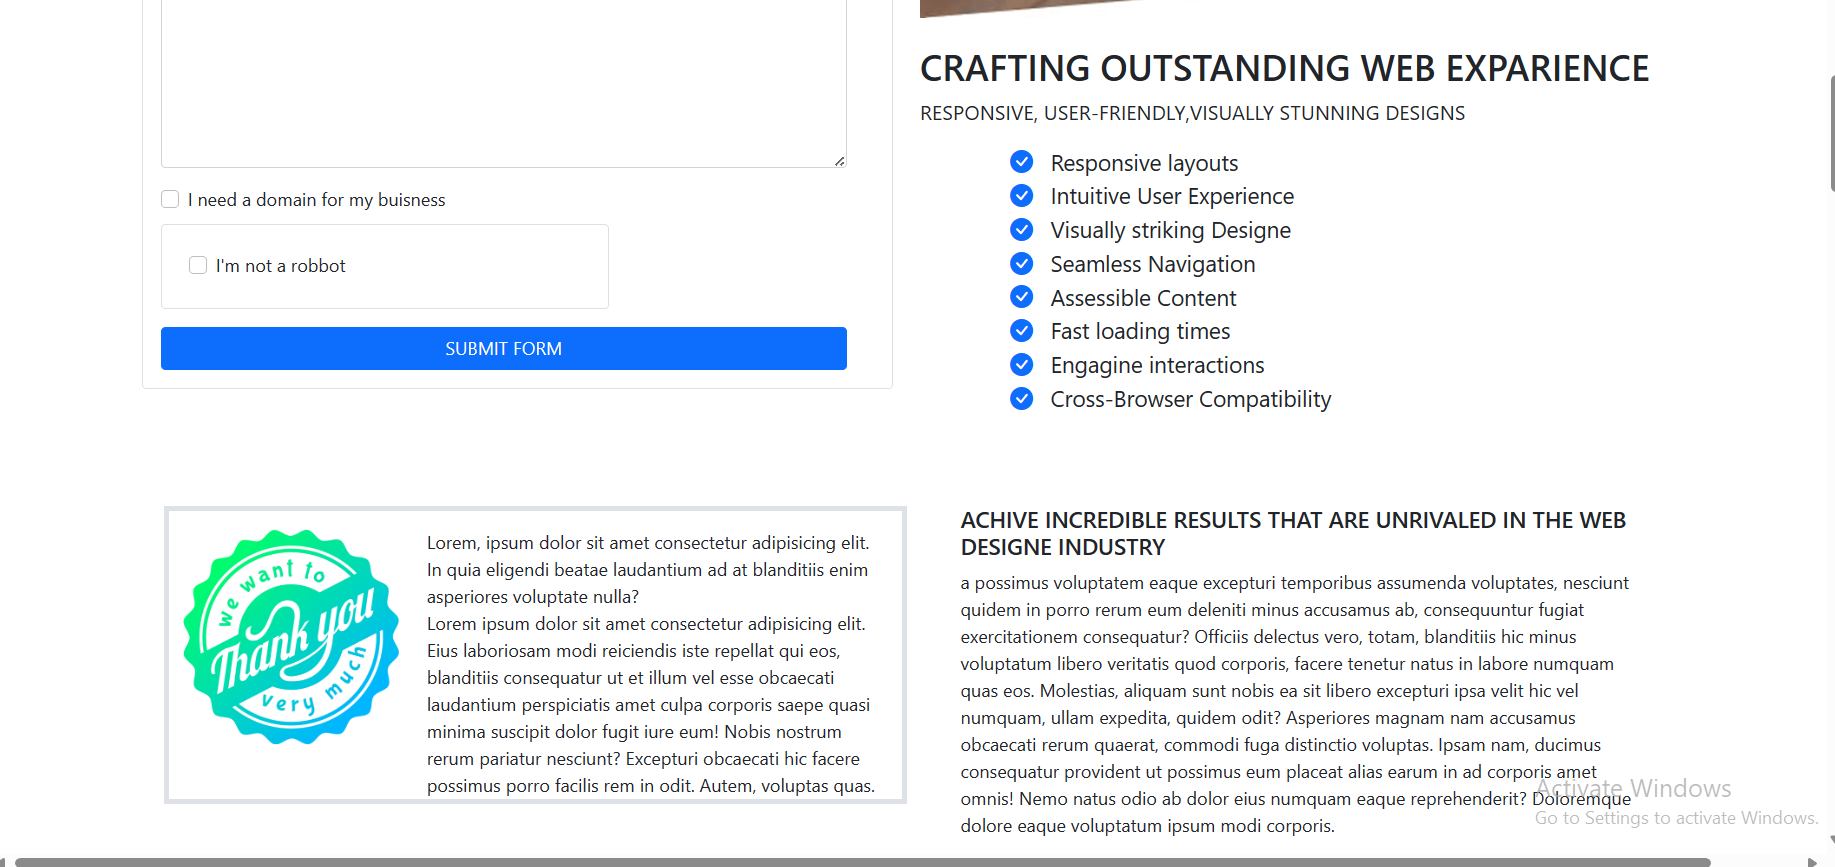 I need a domain for my buisness
I'm not a robbot
SUBMIT FORM
CRAFTING OUTSTANDING WEB EXPARIENCE
RESPONSIVE, USER-FRIENDLY,VISUALLY STUNNING DESIGNS
Responsive layouts
Intuitive User Experience
Visually striking Designe
Seamless Navigation
Assessible Content
Fast loading times
Engagine interactions
Cross-Browser Compatibility
we want to
Thank you
very much
Lorem, ipsum dolor sit amet consectetur adipisicing elit.
In quia eligendi beatae laudantium ad at blanditiis enim
asperiores voluptate nulla?
Lorem ipsum dolor sit amet consectetur adipisicing elit.
Eius laboriosam modi reiciendis iste repellat qui eos,
blanditiis consequatur ut et illum vel esse obcaecati
laudantium perspiciatis amet culpa corporis saepe quasi
minima suscipit dolor fugit iure eum! Nobis nostrum
rerum pariatur nesciunt? Excepturi obcaecati hic facere
possimus porro facilis rem in odit. Autem, voluptas quas.
ACHIVE INCREDIBLE RESULTS THAT ARE UNRIVALED IN THE WEB
DESIGNE INDUSTRY
a possimus voluptatem eaque excepturi temporibus assumenda voluptates, nesciunt
quidem in porro rerum eum deleniti minus accusamus ab, consequuntur fugiat
exercitationem consequatur? Officiis delectus vero, totam, blanditiis hic minus
voluptatum libero veritatis quod corporis, facere tenetur natus in labore numquam
quas eos. Molestias, aliquam sunt nobis ea sit libero excepturi ipsa velit hic vel
numquam, ullam expedita, quidem odit? Asperiores magnam nam accusamus
obcaecati rerum quaerat, commodi fuga distinctio voluptas. Ipsam nam, ducimus
consequatur provident ut possimus eum placeat alias earum in ad corporis amet
omnis! Nemo natus odio ab dolor eius numquam eaque reprehenderit? Doloremque
dolore eaque voluptatum ipsum modi corporis.
Activate Windows
Go to Settings to activate Windows.